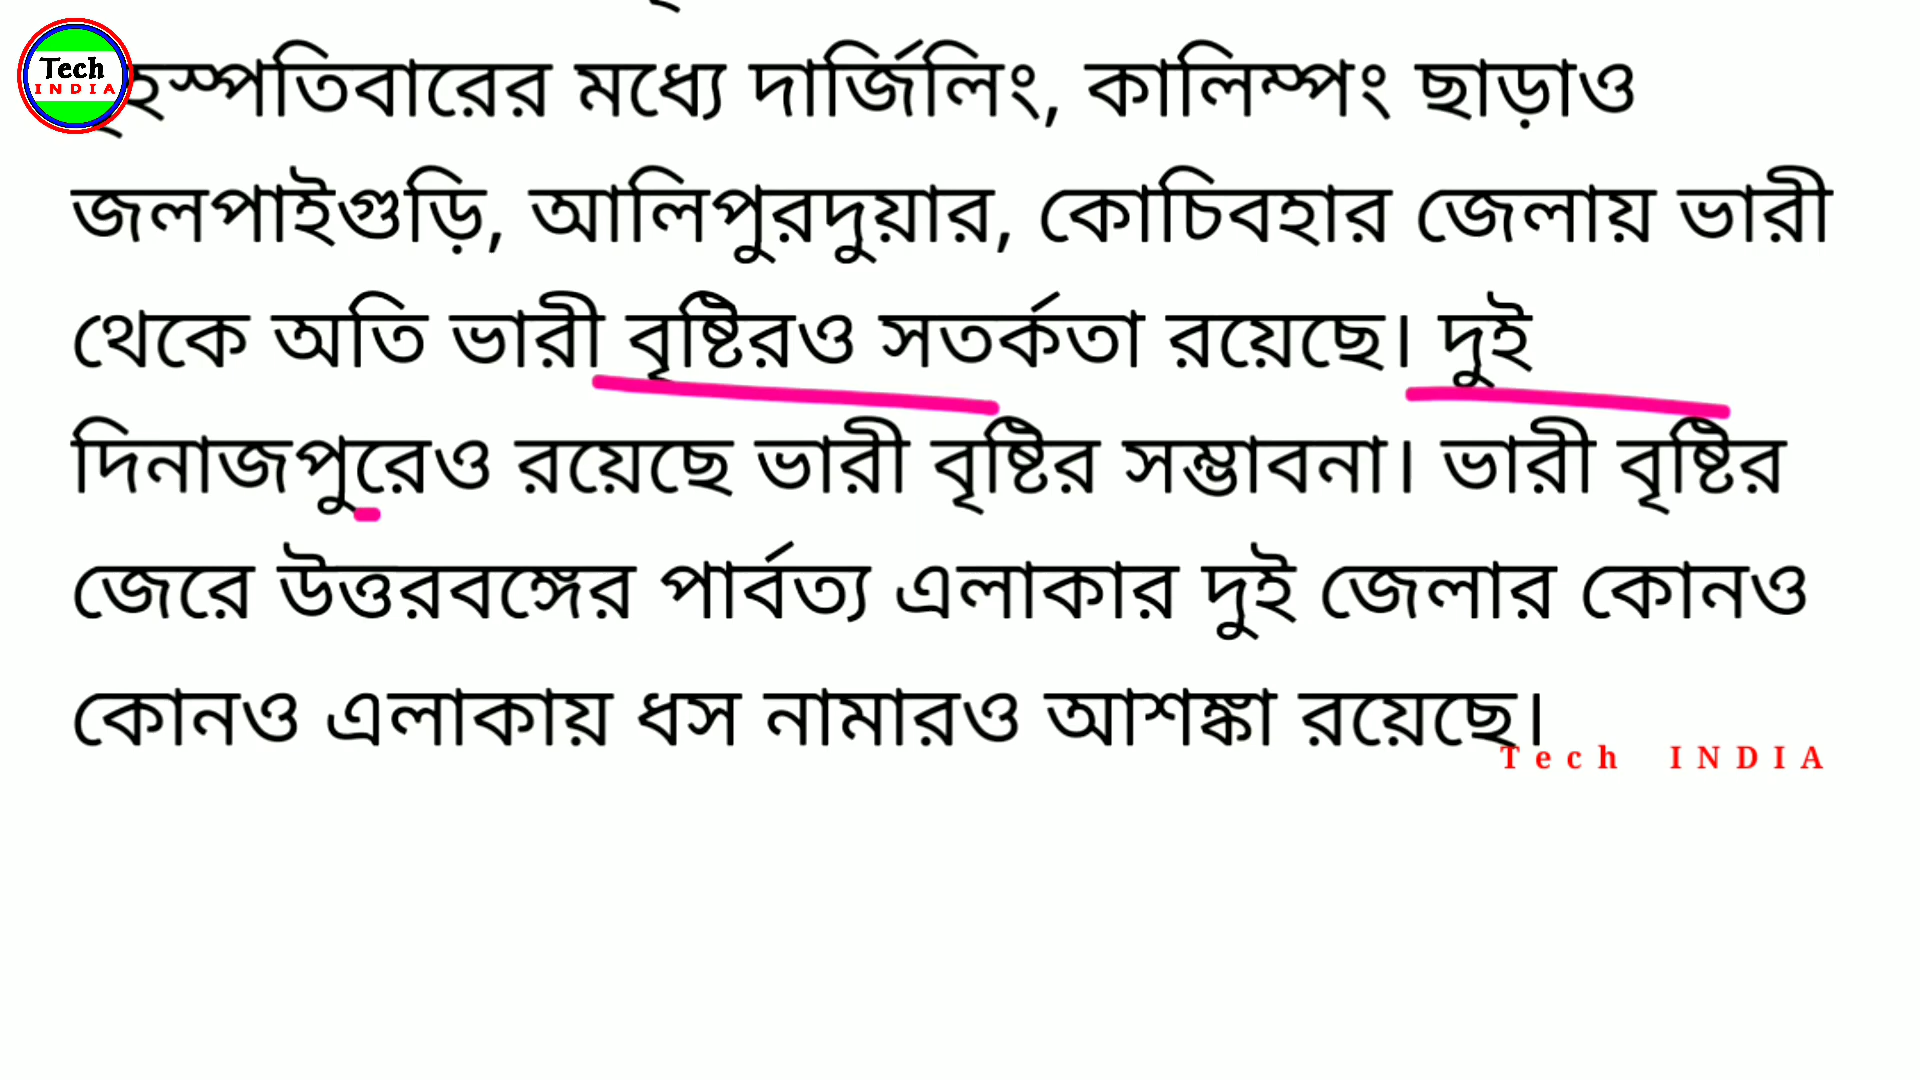 Tech
INDIA
বৃহস্পতিবারের মধ্যে দার্জিলিং, কালিম্পং ছাড়াও
জলপাইগুড়ি, আলিপুরদুয়ার, কোচিবহার জেলায় ভারী
থেকে অতি ভারী বৃষ্টিরও সতর্কতা রয়েছে। দুই
দিনাজপুরেও রয়েছে ভারী বৃষ্টির সম্ভাবনা। ভারী বৃষ্টির
জেরে উত্তরবঙ্গের পার্বত্য এলাকার দুই জেলার কোনও
কোনও এলাকায় ধস নামারও আশঙ্কা রয়েছে।
Tech INDIA